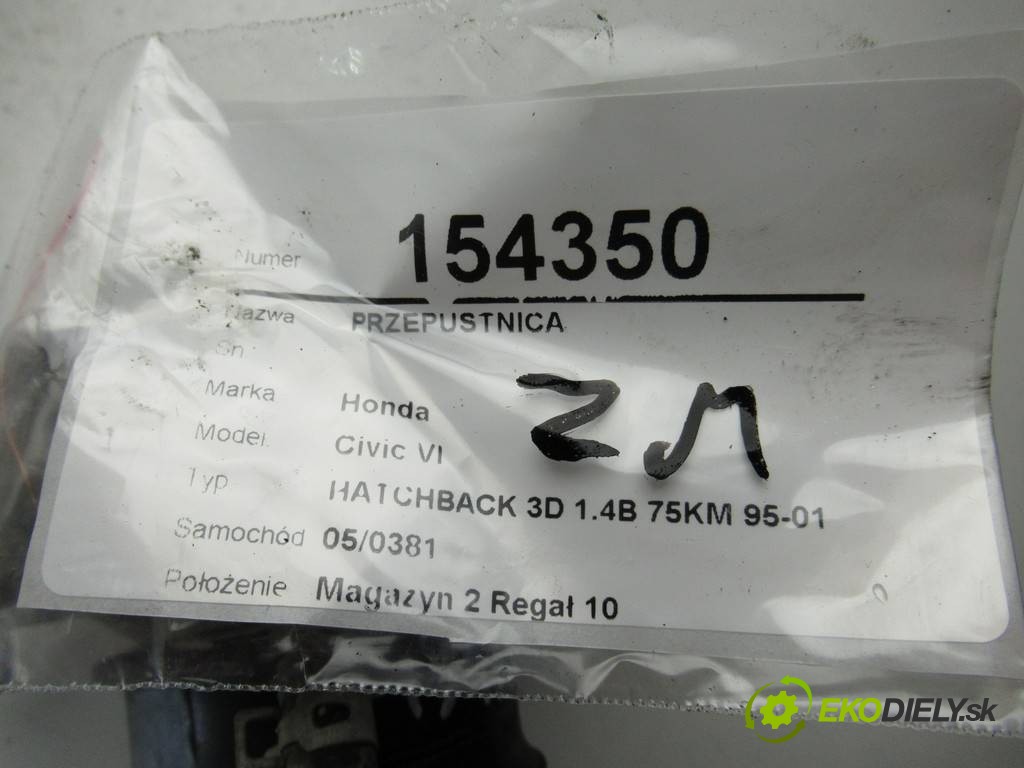 Numer 154350
Nazwa PRZEPUSTNICA
Sn
Marka Honda
Model Civic VI
Typ HATCHBACK 3D 1.4B 75KM 95-01
Samochód 05/0381
Położenie Magazyn 2 Regał 10
ZM
EKODIELY.sk